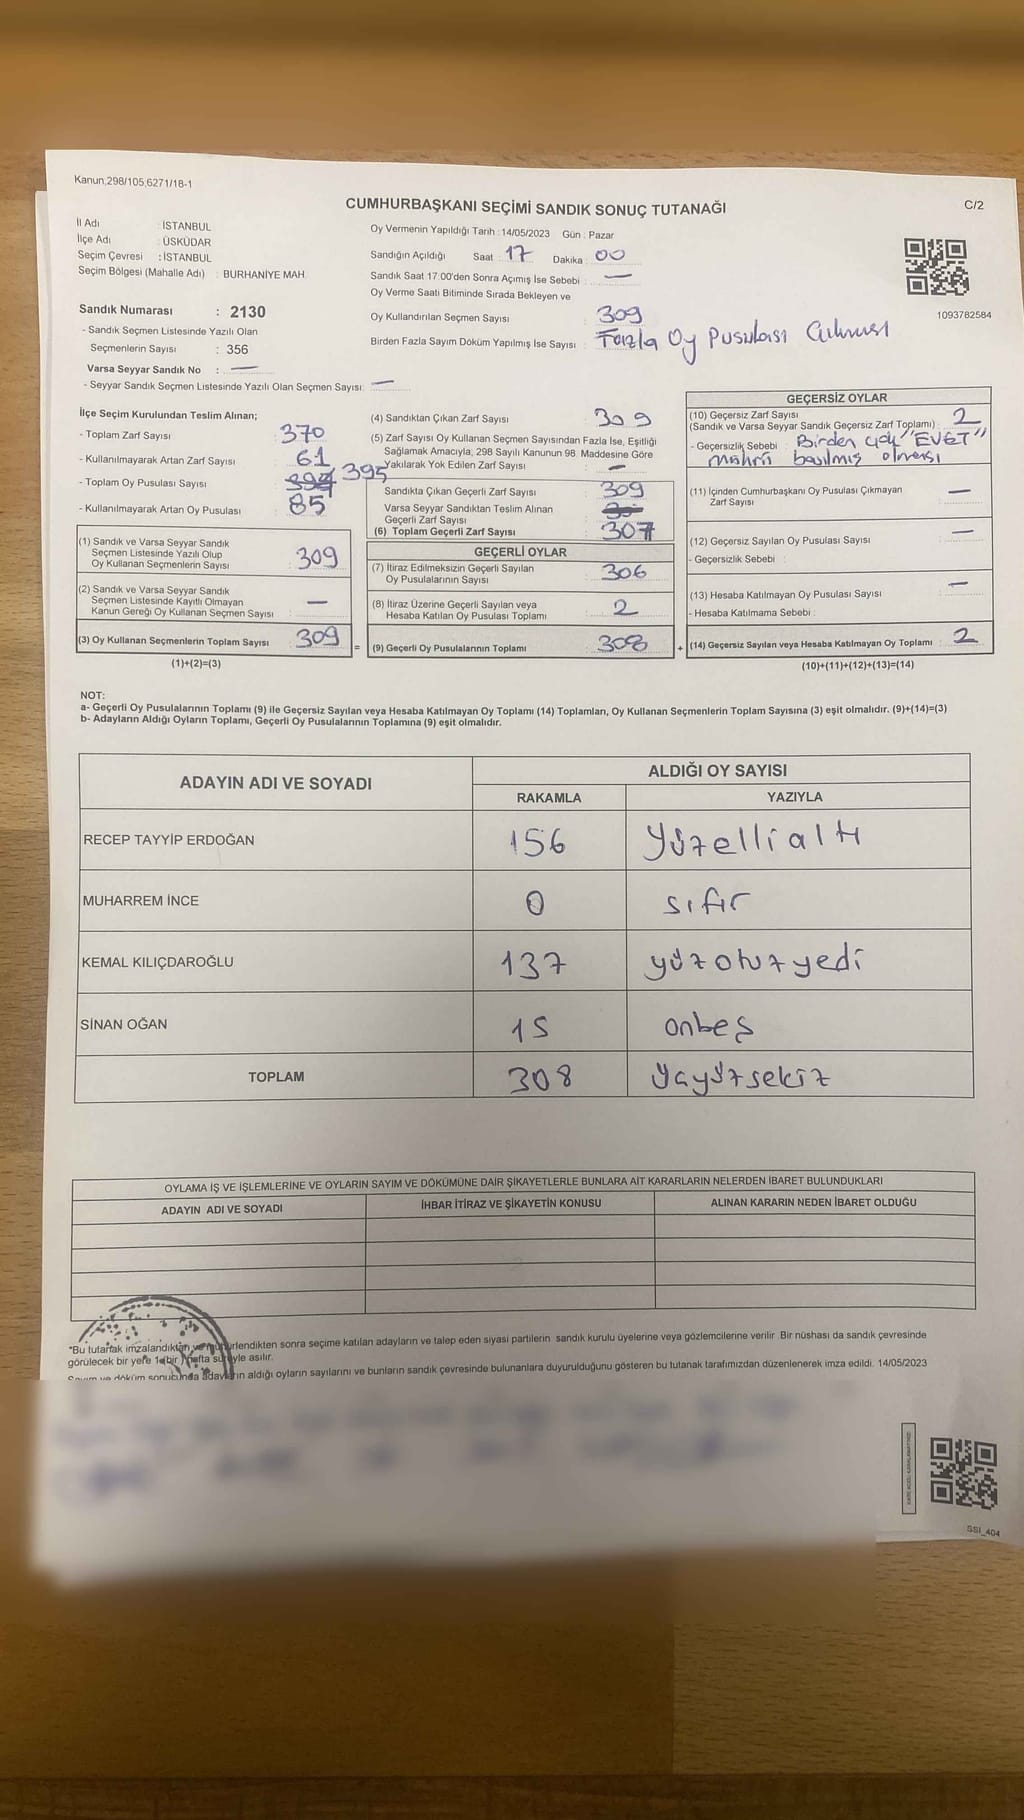 Kanun,298/105,6271/18-1
CUMHURBAŞKANI SEÇİMİ SANDIK SONUÇ TUTANAĞI
C/2
İl Adı : İSTANBUL
İlçe Adı : ÜSKÜDAR
Seçim Çevresi : İSTANBUL
Seçim Bölgesi (Mahalle Adı) : BURHANİYE MAH
Sandık Numarası : 2130
- Sandık Seçmen Listesinde Yazılı Olan
Seçmenlerin Sayısı : 356
Varsa Seyyar Sandık No : —
- Seyyar Sandık Seçmen Listesinde Yazılı Olan Seçmen Sayısı: —
Oy Vermenin Yapıldığı Tarih : 14/05/2023 Gün : Pazar
Sandığın Açıldığı Saat : 17 Dakika : 00
Sandık Saat 17.00'den Sonra Açımış İse Sebebi : —
Oy Verme Saati Bitiminde Sırada Bekleyen ve
Oy Kullandırılan Seçmen Sayısı : 309
Birden Fazla Sayım Döküm Yapılmış İse Sayısı : Fazla Oy Pusulası Çıkması
1093782584
İlçe Seçim Kurulundan Teslim Alınan;
- Toplam Zarf Sayısı : 370
- Kullanılmayarak Artan Zarf Sayısı : 61
- Toplam Oy Pusulası Sayısı : 395
- Kullanılmayarak Artan Oy Pusulası : 85
(1) Sandık ve Varsa Seyyar Sandık
Seçmen Listesinde Yazılı Olup
Oy Kullanan Seçmenlerin Sayısı : 309
(2) Sandık ve Varsa Seyyar Sandık
Seçmen Listesinde Kayıtlı Olmayan
Kanun Gereği Oy Kullanan Seçmen Sayısı : —
(3) Oy Kullanan Seçmenlerin Toplam Sayısı : 309
(1)+(2)=(3)
(4) Sandıktan Çıkan Zarf Sayısı : 309
(5) Zarf Sayısı Oy Kullanan Seçmen Sayısından Fazla İse, Eşitliği
Sağlamak Amacıyla; 298 Sayılı Kanunun 98. Maddesine Göre
Yakılarak Yok Edilen Zarf Sayısı : —
Sandıkta Çıkan Geçerli Zarf Sayısı : 309
Varsa Seyyar Sandıktan Teslim Alınan
Geçerli Zarf Sayısı
(6) Toplam Geçerli Zarf Sayısı : 307
GEÇERLİ OYLAR
(7) İtiraz Edilmeksizin Geçerli Sayılan
Oy Pusulalarının Sayısı : 306
(8) İtiraz Üzerine Geçerli Sayılan veya
Hesaba Katılan Oy Pusulası Toplamı : 2
= (9) Geçerli Oy Pusulalarının Toplamı : 308
GEÇERSİZ OYLAR
(10) Geçersiz Zarf Sayısı
(Sandık ve Varsa Seyyar Sandık Geçersiz Zarf Toplamı) : 2
- Geçersizlik Sebebi : Birden çok "EVET"
mührü basılmış olması
(11) İçinden Cumhurbaşkanı Oy Pusulası Çıkmayan
Zarf Sayısı : —
(12) Geçersiz Sayılan Oy Pusulası Sayısı : —
- Geçersizlik Sebebi :
(13) Hesaba Katılmayan Oy Pusulası Sayısı : —
- Hesaba Katılmama Sebebi :
+ (14) Geçersiz Sayılan veya Hesaba Katılmayan Oy Toplamı : 2
(10)+(11)+(12)+(13)=(14)
NOT:
a- Geçerli Oy Pusulalarının Toplamı (9) ile Geçersiz Sayılan veya Hesaba Katılmayan Oy Toplamı (14) Toplamları, Oy Kullanan Seçmenlerin Toplam Sayısına (3) eşit olmalıdır. (9)+(14)=(3)
b- Adayların Aldığı Oyların Toplamı, Geçerli Oy Pusulalarının Toplamına (9) eşit olmalıdır.
ADAYIN ADI VE SOYADI
ALDIĞI OY SAYISI
RAKAMLA YAZIYLA
RECEP TAYYİP ERDOĞAN 156 Yüzellialtı
MUHARREM İNCE 0 sıfır
KEMAL KILIÇDAROĞLU 137 yüzotuzyedi
SİNAN OĞAN 15 onbeş
TOPLAM 308 üçyüzsekiz
OYLAMA İŞ VE İŞLEMLERİNE VE OYLARIN SAYIM VE DÖKÜMÜNE DAİR ŞİKAYETLERLE BUNLARA AİT KARARLARIN NELERDEN İBARET BULUNDUKLARI
ADAYIN ADI VE SOYADI İHBAR İTİRAZ VE ŞİKAYETİN KONUSU ALINAN KARARIN NEDEN İBARET OLDUĞU
*Bu tutanak imzalandıktan ve mühürlendikten sonra seçime katılan adayların ve talep eden siyasi partilerin sandık kurulu üyelerine veya gözlemcilerine verilir. Bir nüshası da sandık çevresinde
görülecek bir yere 1 (bir) hafta süreyle asılır.
Sayım ve döküm sonucunda adayların aldığı oyların sayılarını ve bunların sandık çevresinde bulunanlara duyurulduğunu gösteren bu tutanak tarafımızdan düzenlenerek imza edildi. 14/05/2023
SSI_404